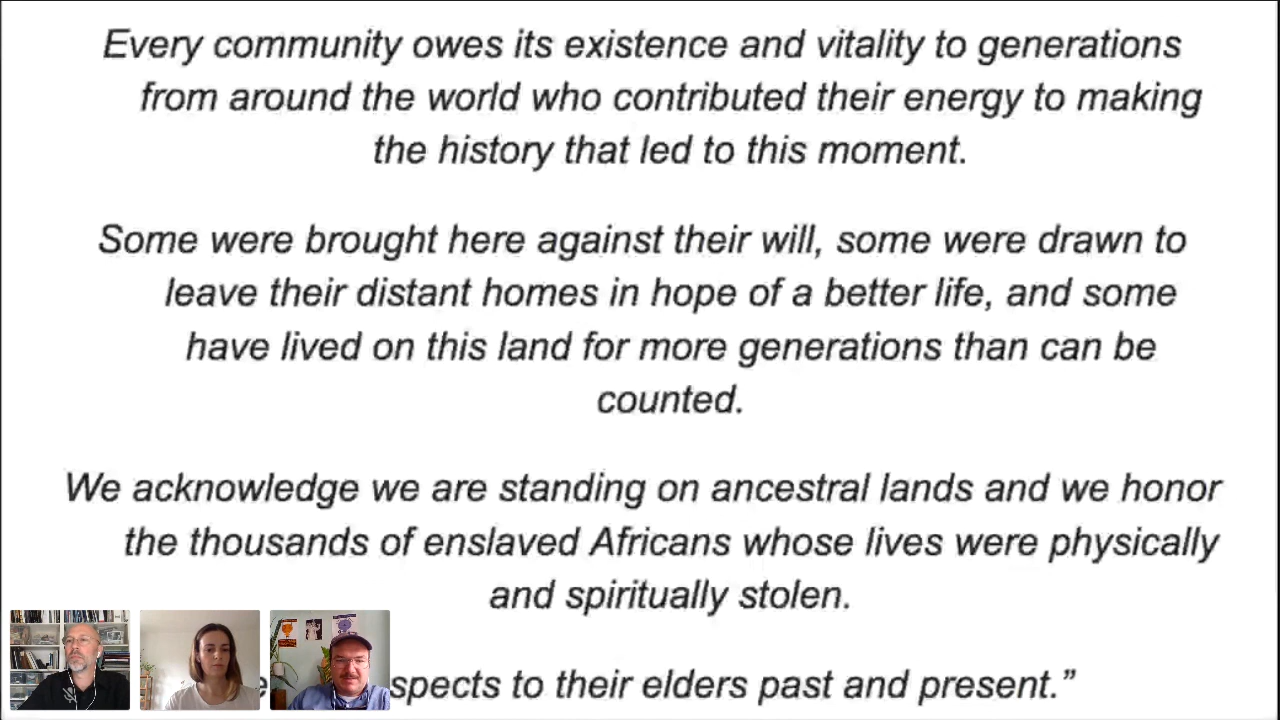 Every community owes its existence and vitality to generations
from around the world who contributed their energy to making
the history that led to this moment.
Some were brought here against their will, some were drawn to
leave their distant homes in hope of a better life, and some
have lived on this land for more generations than can be
counted.
We acknowledge we are standing on ancestral lands and we honor
the thousands of enslaved Africans whose lives were physically
and spiritually stolen.
spects to their elders past and present.”